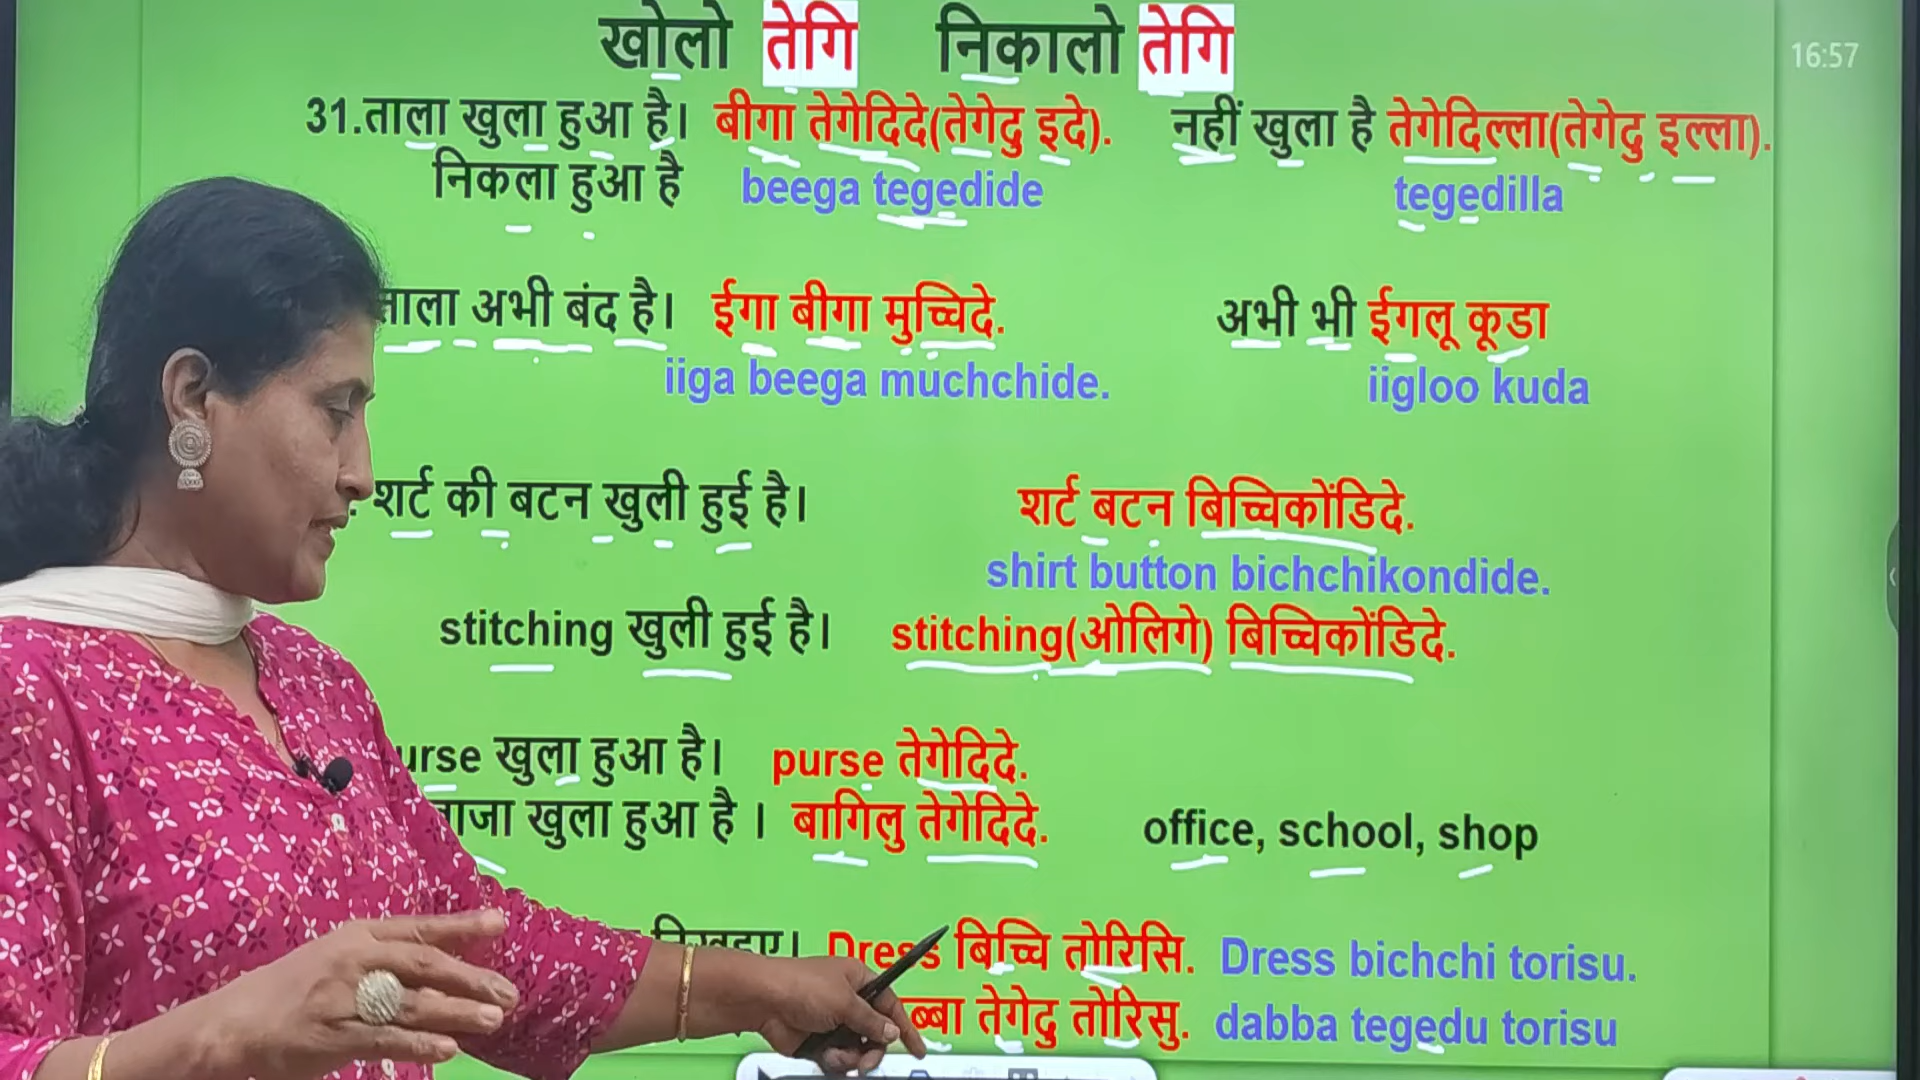 खोलो तेगि निकालो तेगि
16:57
31.ताला खुला हुआ है। बीगा तेगेदिदे(तेगेदु इदे). नहीं खुला है तेगेदिल्ला(तेगेदु इल्ला).
निकला हुआ है beega tegedide tegedilla
ताला अभी बंद है। ईगा बीगा मुच्चिदे. अभी भी ईगलू कूडा
iiga beega muchchide. iigloo kuda
शर्ट की बटन खुली हुई है। शर्ट बटन बिच्चिकोंडिदे.
shirt button bichchikondide.
stitching खुली हुई है। stitching(ओलिगे) बिच्चिकोंडिदे.
खुला हुआ है। purse तेगेदिदे.
खुला हुआ है । बागिलु तेगेदिदे. office, school, shop
Dress बिच्चि तोरिसि. Dress bichchi torisu.
तेगेदु तोरिसु. dabba tegedu torisu